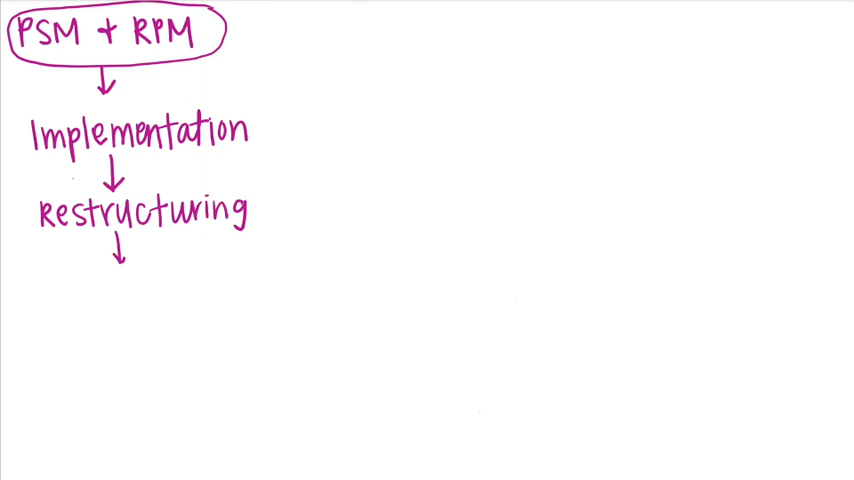 PSM + RPM
Implementation
Restructuring